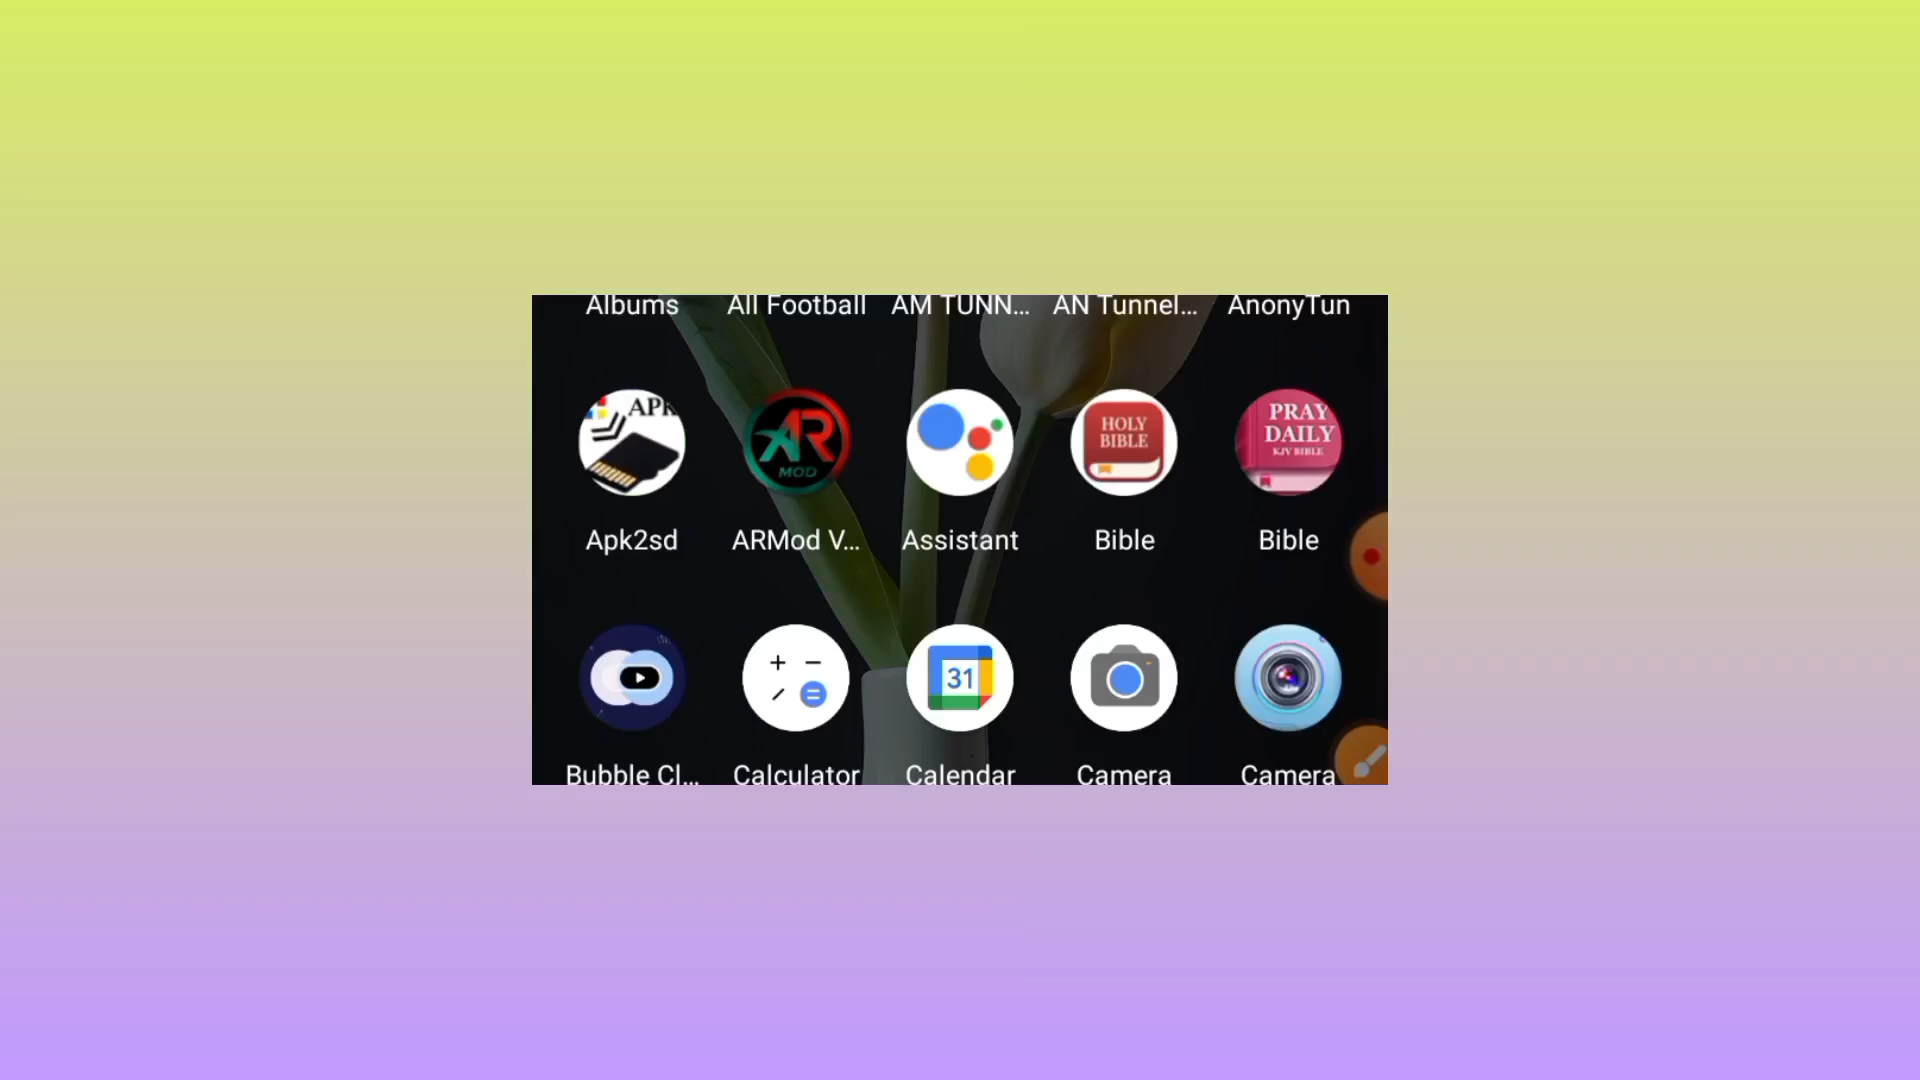 Albums All Football AM TUNN... AN Tunnel... AnonyTun
APK
AR
MOD
HOLY
BIBLE
PRAY
DAILY
KJV BIBLE
Apk2sd ARMod V... Assistant Bible Bible
31
Bubble Cl... Calculator Calendar Camera Camera